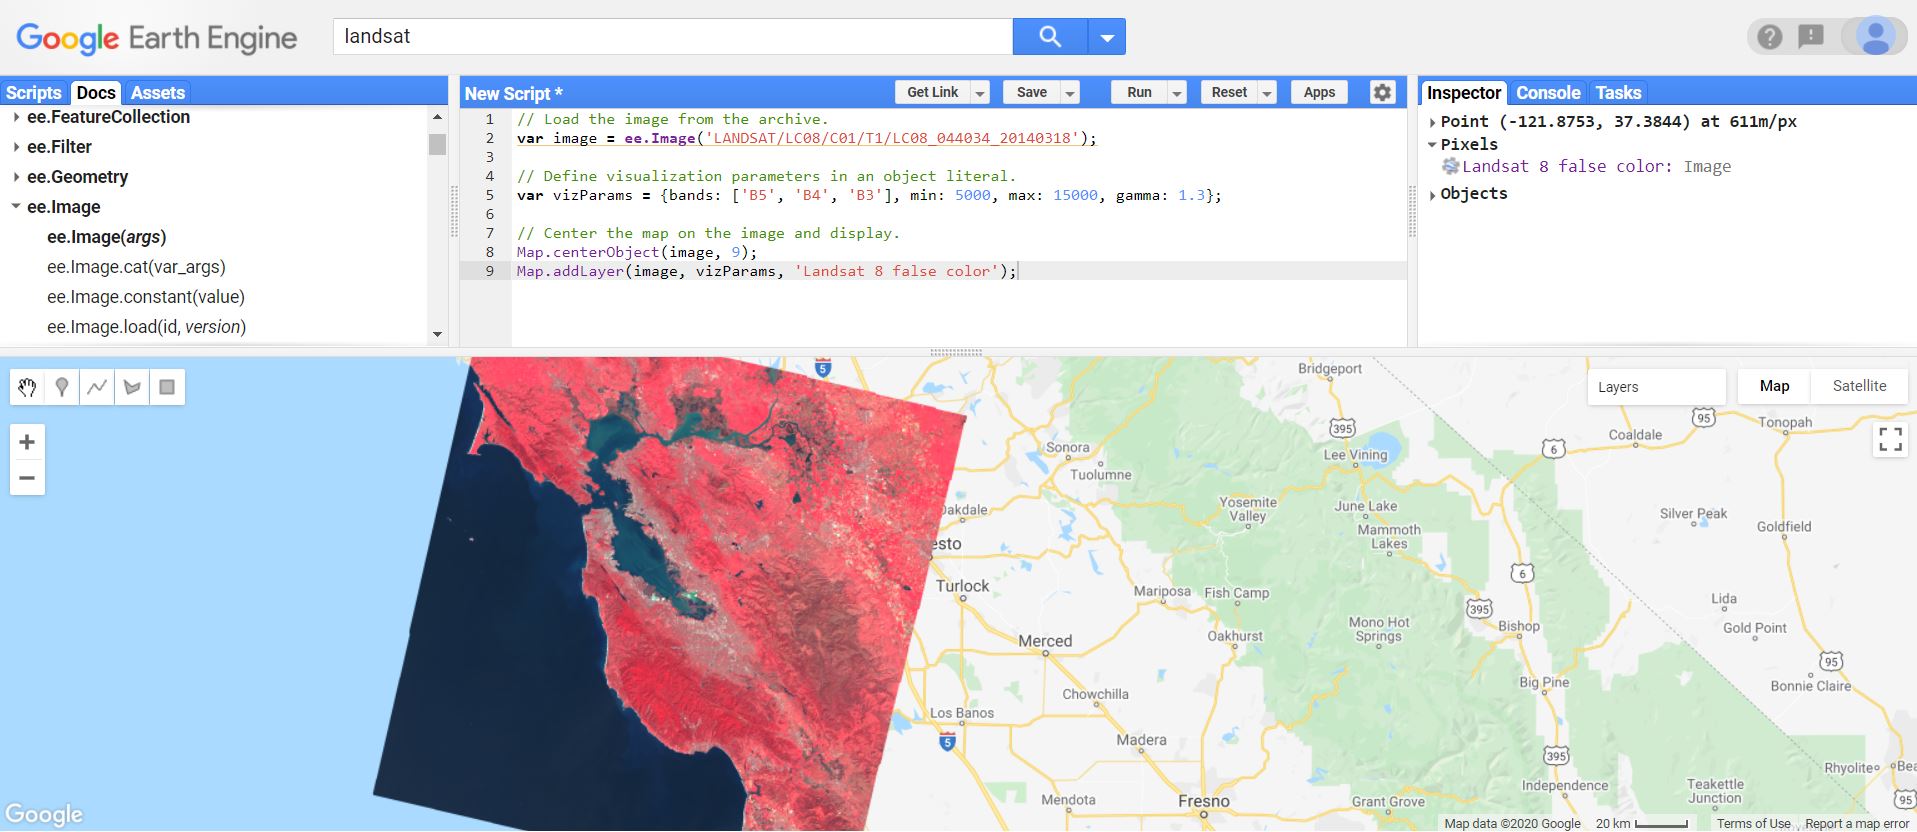 Google Earth Engine
landsat
Scripts Docs Assets
ee.FeatureCollection
ee.Filter
ee.Geometry
ee.Image
ee.Image(args)
ee.Image.cat(var_args)
ee.Image.constant(value)
ee.Image.load(id, version)
New Script *
Get Link Save Run Reset Apps
1 // Load the image from the archive.
2 var image = ee.Image('LANDSAT/LC08/C01/T1/LC08_044034_20140318');
3
4 // Define visualization parameters in an object literal.
5 var vizParams = {bands: ['B5', 'B4', 'B3'], min: 5000, max: 15000, gamma: 1.3};
6
7 // Center the map on the image and display.
8 Map.centerObject(image, 9);
9 Map.addLayer(image, vizParams, 'Landsat 8 false color');
Inspector Console Tasks
Point (-121.8753, 37.3844) at 611m/px
Pixels
Landsat 8 false color: Image
Objects
Layers
Map Satellite
5
Bridgeport
395
95
Tonopah
Coaldale
6
Sonora
Lee Vining
Tuolumne
Yosemite
Valley
June Lake
Mammoth
Lakes
Silver Peak
Goldfield
Oakdale
esto
Turlock
6
Mariposa
Fish Camp
395
Lida
Gold Point
Merced
Oakhurst
Mono Hot
Springs
Bishop
95
Big Pine
Bonnie Claire
Chowchilla
Los Banos
5
Madera
395
Rhyolite
Bea
Independence
Teakettle
Junction
95
Mendota
Fresno
Grant Grove
Google
Map data ©2020 Google
20 km
Terms of Use
Report a map error